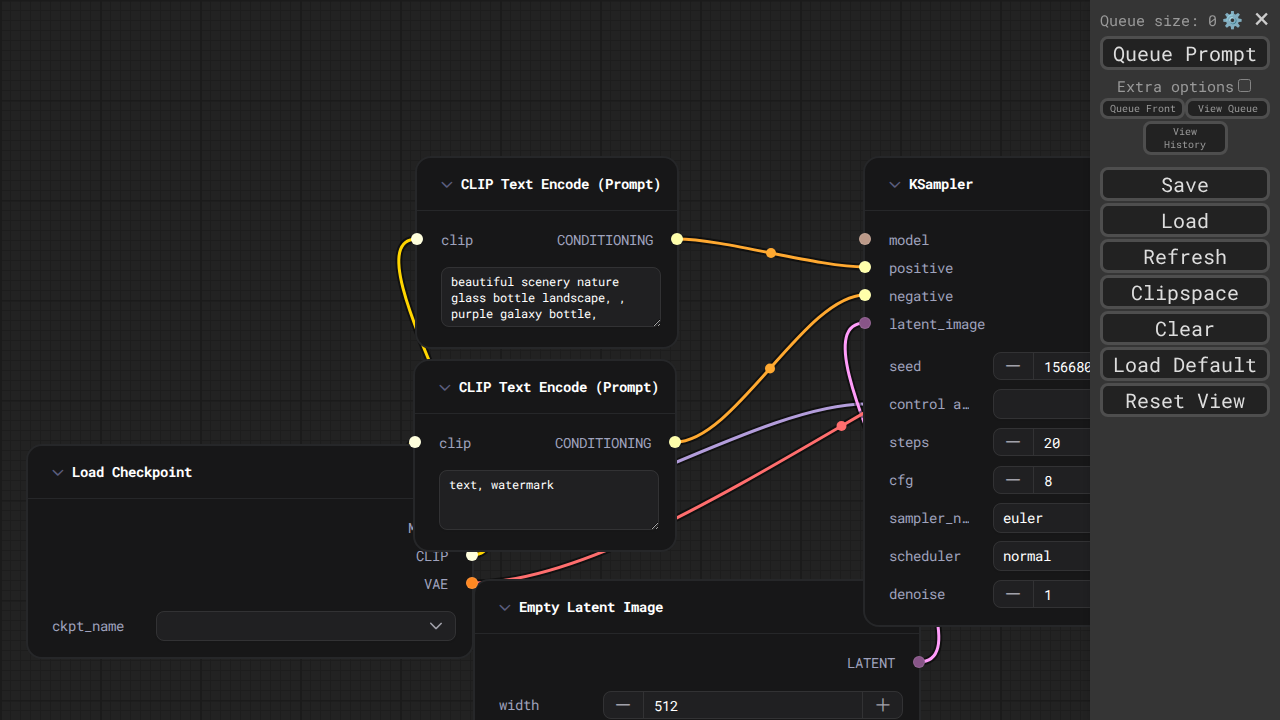 CLIP Text Encode (Prompt)
clip
CONDITIONING
beautiful scenery nature
glass bottle landscape, ,
purple galaxy bottle,
CLIP Text Encode (Prompt)
clip
CONDITIONING
text, watermark
Load Checkpoint
CLIP
VAE
ckpt_name
Empty Latent Image
LATENT
width
512
KSampler
model
positive
negative
latent_image
seed
156680
control a…
steps
20
cfg
8
sampler_n…
euler
scheduler
normal
denoise
1
Queue size: 0
Queue Prompt
Extra options
Queue Front
View Queue
View
History
Save
Load
Refresh
Clipspace
Clear
Load Default
Reset View